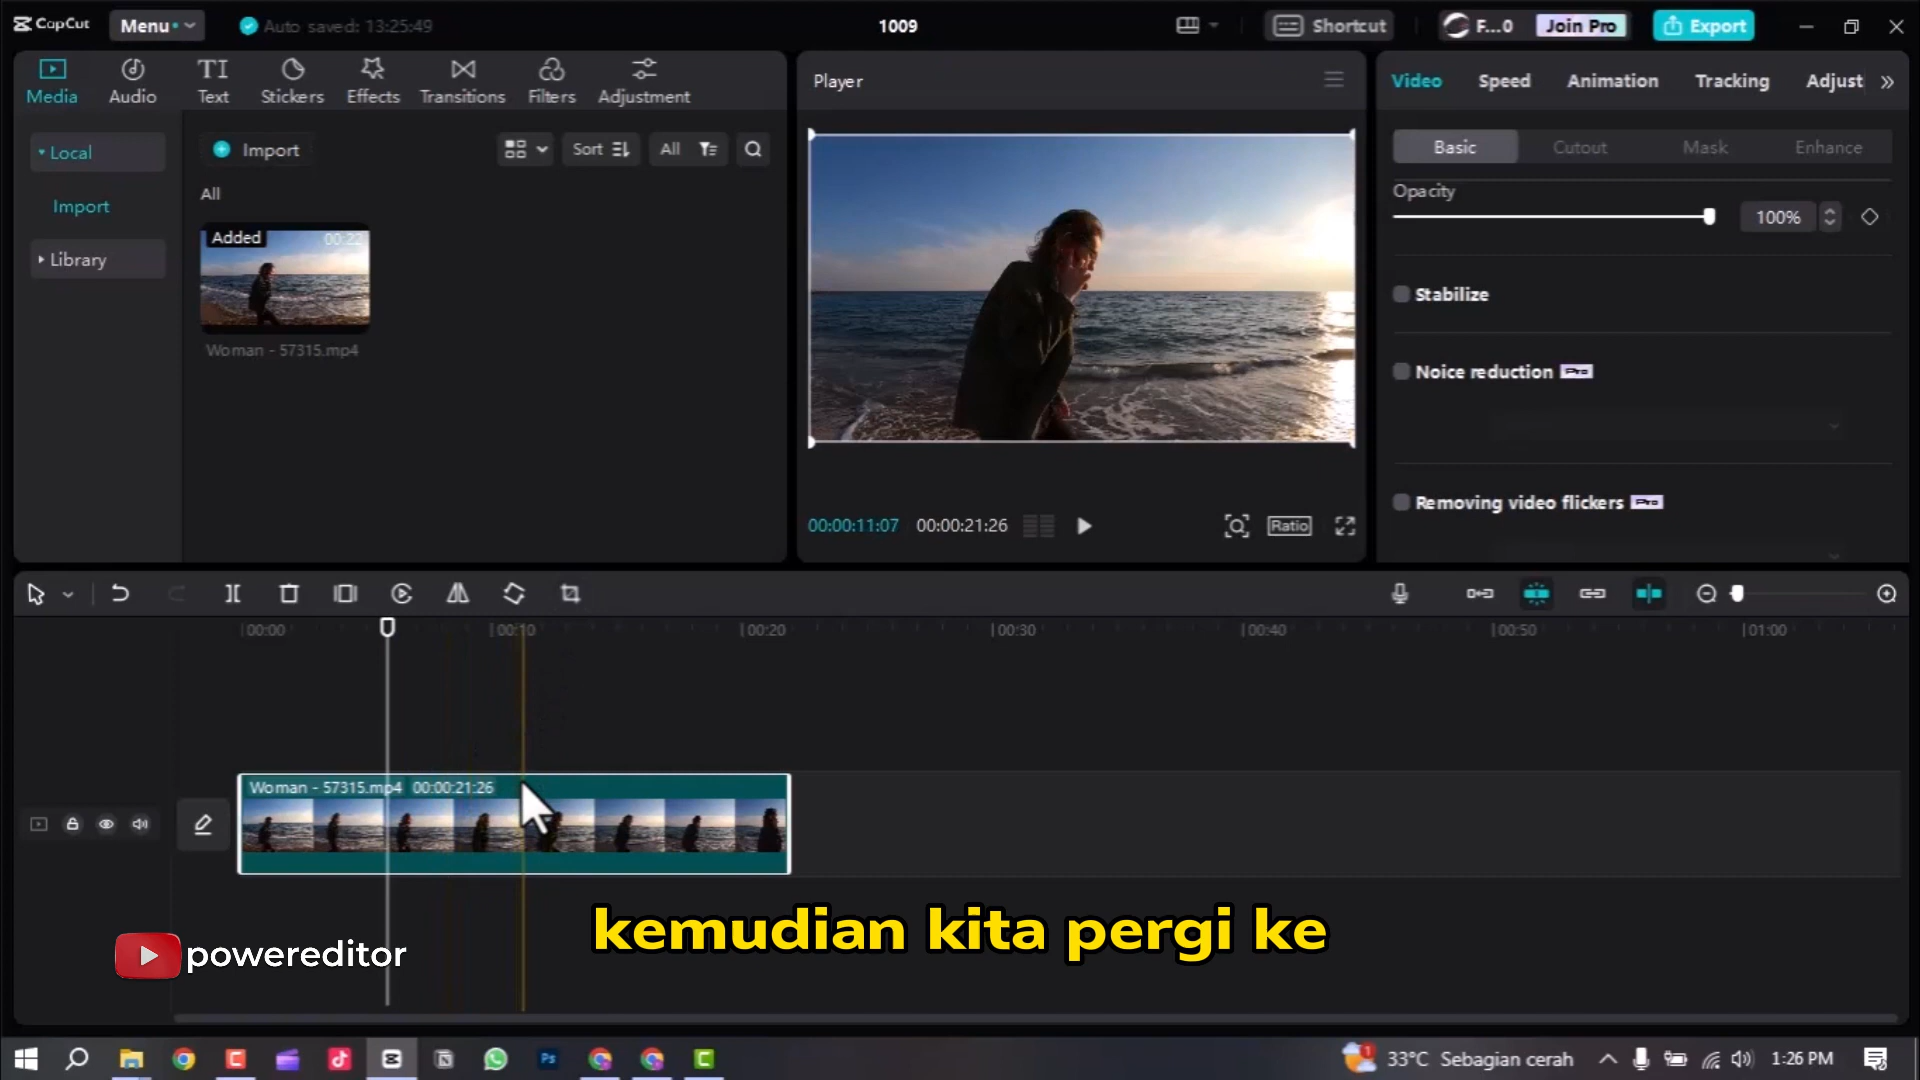 CapCut
Menu
Auto saved: 13:25:49
1009
Shortcut
F...0
Join Pro
Export
Media
Audio
TI
Text
Stickers
Effects
Transitions
Filters
Adjustment
Local
Import
Library
Import
Sort
All
All
Added
00:22
Woman - 57315.mp4
Player
00:00:11:07
00:00:21:26
Ratio
Video
Speed
Animation
Tracking
Adjust
Basic
Cutout
Mask
Enhance
Opacity
100%
Stabilize
Noice reduction
Pro
Removing video flickers
Pro
00:00
00:10
00:20
00:30
00:40
00:50
01:00
Woman - 57315.mp4 00:00:21:26
kemudian kita pergi ke
powereditor
Ps
1
33°C Sebagian cerah
1:26 PM